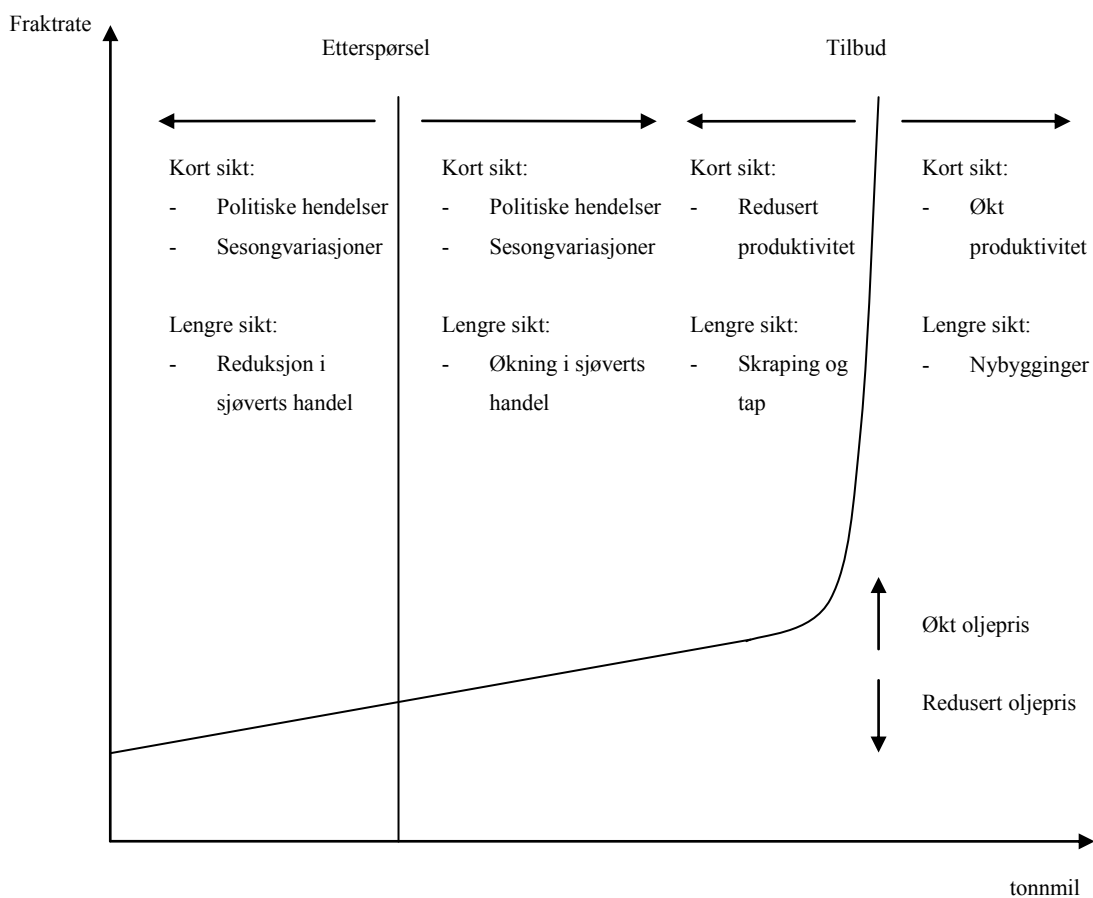 Fraktrate
Etterspørsel
Tilbud
Kort sikt:
- Politiske hendelser
- Sesongvariasjoner
Lengre sikt:
- Reduksjon i
sjøverts handel
Kort sikt:
- Politiske hendelser
- Sesongvariasjoner
Lengre sikt:
- Økning i sjøverts
handel
Kort sikt:
- Redusert
produktivitet
Lengre sikt:
- Skraping og
tap
Kort sikt:
- Økt
produktivitet
Lengre sikt:
- Nybygginger
Økt oljepris
Redusert oljepris
tonnmil